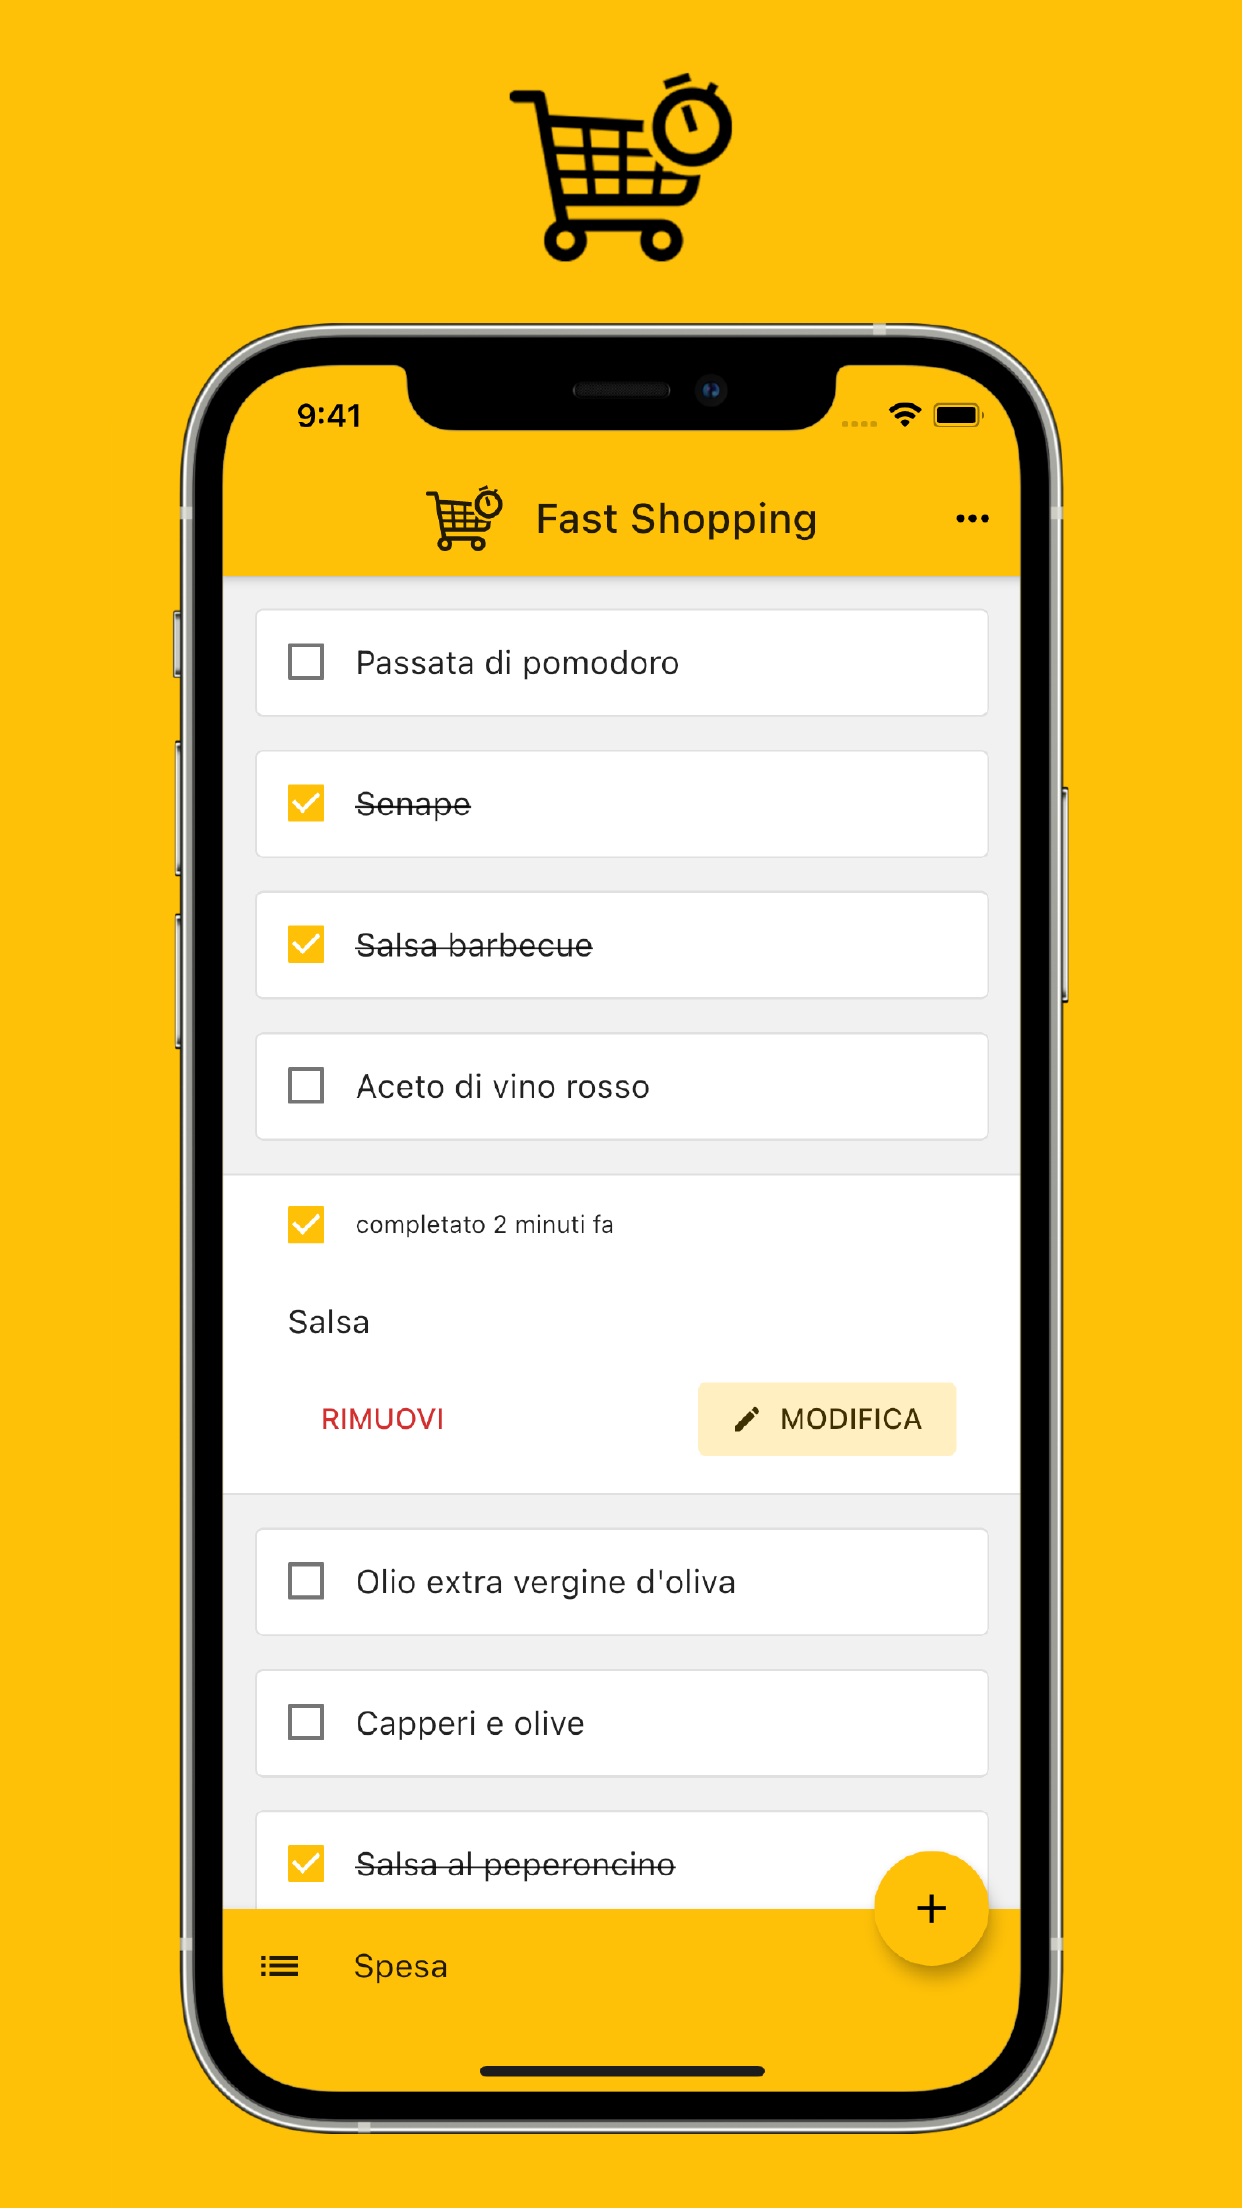 9:41
Fast Shopping
Passata di pomodoro
Senape
Salsa barbecue
Aceto di vino rosso
completato 2 minuti fa
Salsa
RIMUOVI
MODIFICA
Olio extra vergine d'oliva
Capperi e olive
Salsa al peperoncino
Spesa